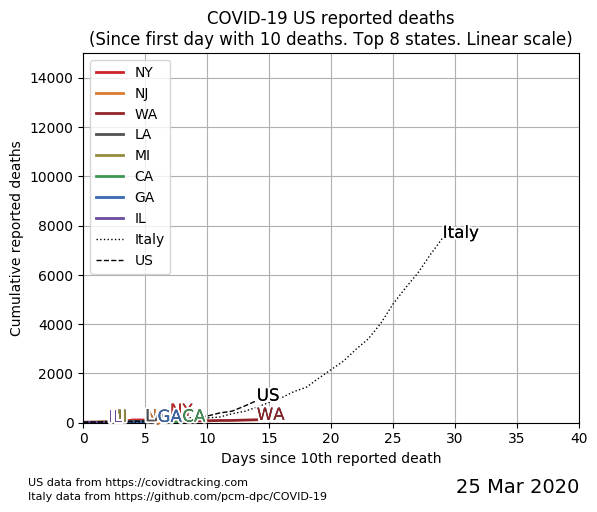 COVID-19 US reported deaths
(Since first day with 10 deaths. Top 8 states. Linear scale)
Cumulative reported deaths
14000
12000
10000
8000
6000
4000
2000
0
NY
NJ
WA
LA
MI
CA
GA
IL
Italy
US
Italy
US
NY
WA
GA
CA
0 5 10 15 20 25 30 35 40
Days since 10th reported death
US data from https://covidtracking.com
Italy data from https://github.com/pcm-dpc/COVID-19
25 Mar 2020